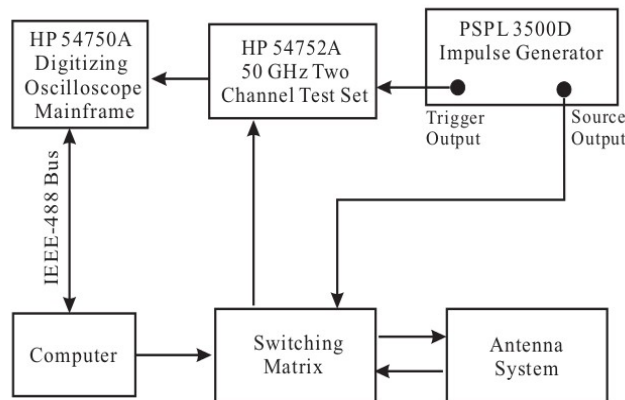 HP 54750A
Digitizing
Oscilloscope
Mainframe
HP 54752A
50 GHz Two
Channel Test Set
PSPL 3500D
Impulse Generator
Trigger
Output
Source
Output
IEEE-488 Bus
Computer
Switching
Matrix
Antenna
System